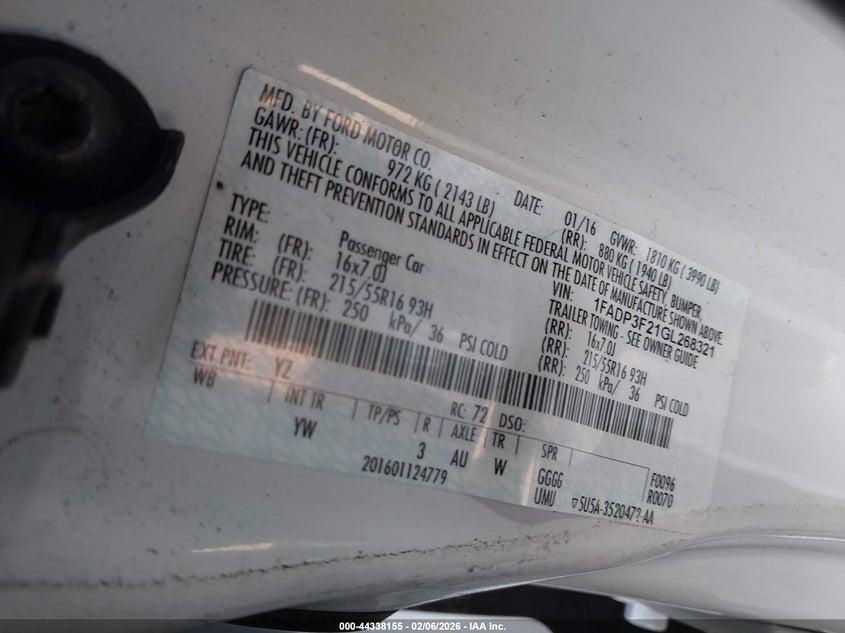 MFD. BY FORD MOTOR CO.
DATE: 01/16 GVWR: 1810 KG ( 3990 LB)
GAWR: (FR): 972 KG ( 2143 LB) (RR): 880 KG ( 1940 LB)
THIS VEHICLE CONFORMS TO ALL APPLICABLE FEDERAL MOTOR VEHICLE SAFETY, BUMPER,
AND THEFT PREVENTION STANDARDS IN EFFECT ON THE DATE OF MANUFACTURE SHOWN ABOVE.
VIN: 1FADP3F21GL268321
TYPE: Passenger Car TRAILER TOWING - SEE OWNER GUIDE
RIM: (FR): 16x7.0J (RR): 16x7.0J
TIRE: (FR): 215/55R16 93H (RR): 215/55R16 93H
PRESSURE: (FR): 250 kPa/ 36 PSI COLD (RR): 250 kPa/ 36 PSI COLD
EXT PNT: YZ RC: 72 DSO:
WB INT TR TP/PS R AXLE TR SPR
YW 3 AU W GGGG F0096
201601124779 UMU R0070
000-44338155 - 02/06/2026 - IAA Inc.